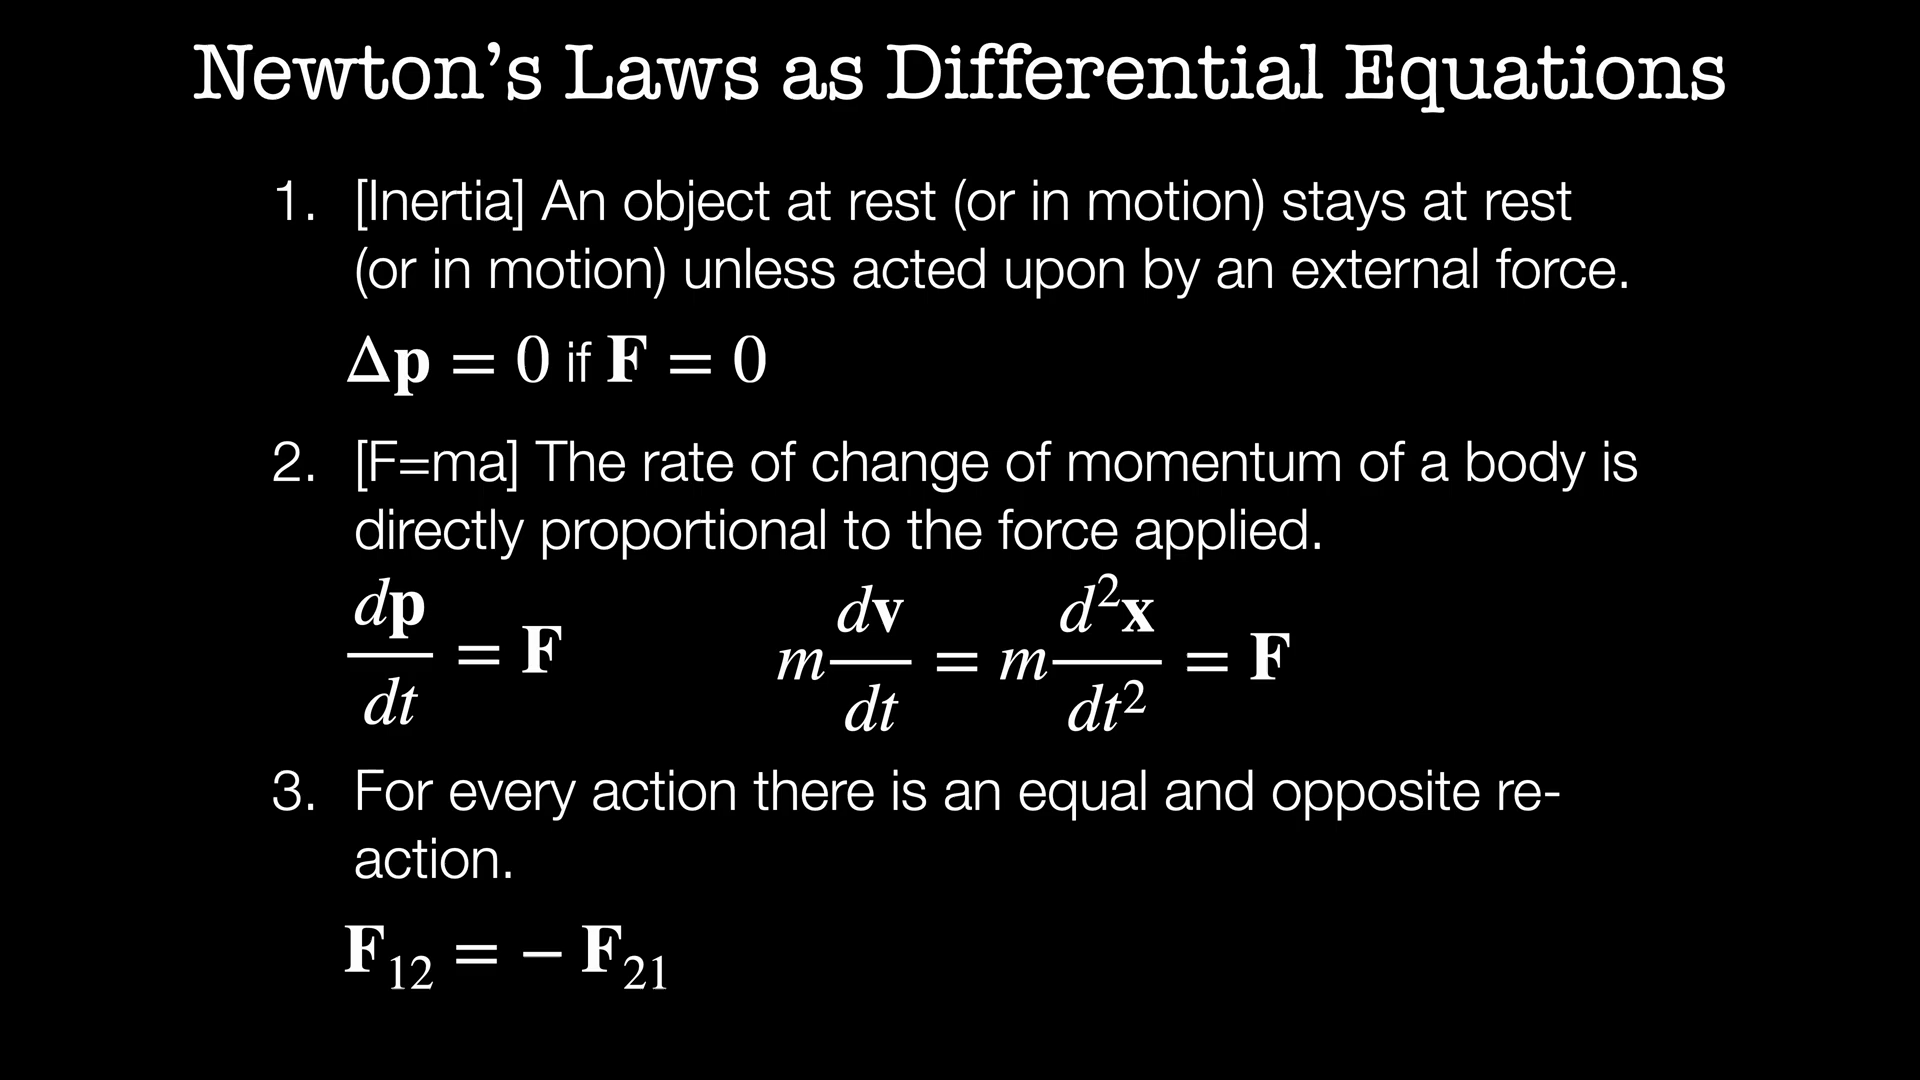 Newton’s Laws as Differential Equations
1. [Inertia] An object at rest (or in motion) stays at rest
(or in motion) unless acted upon by an external force.
Δp = 0 if F = 0
2. [F=ma] The rate of change of momentum of a body is
directly proportional to the force applied.
dp/dt = F m dv/dt = m d²x/dt² = F
3. For every action there is an equal and opposite re-
action.
F₁₂ = − F₂₁